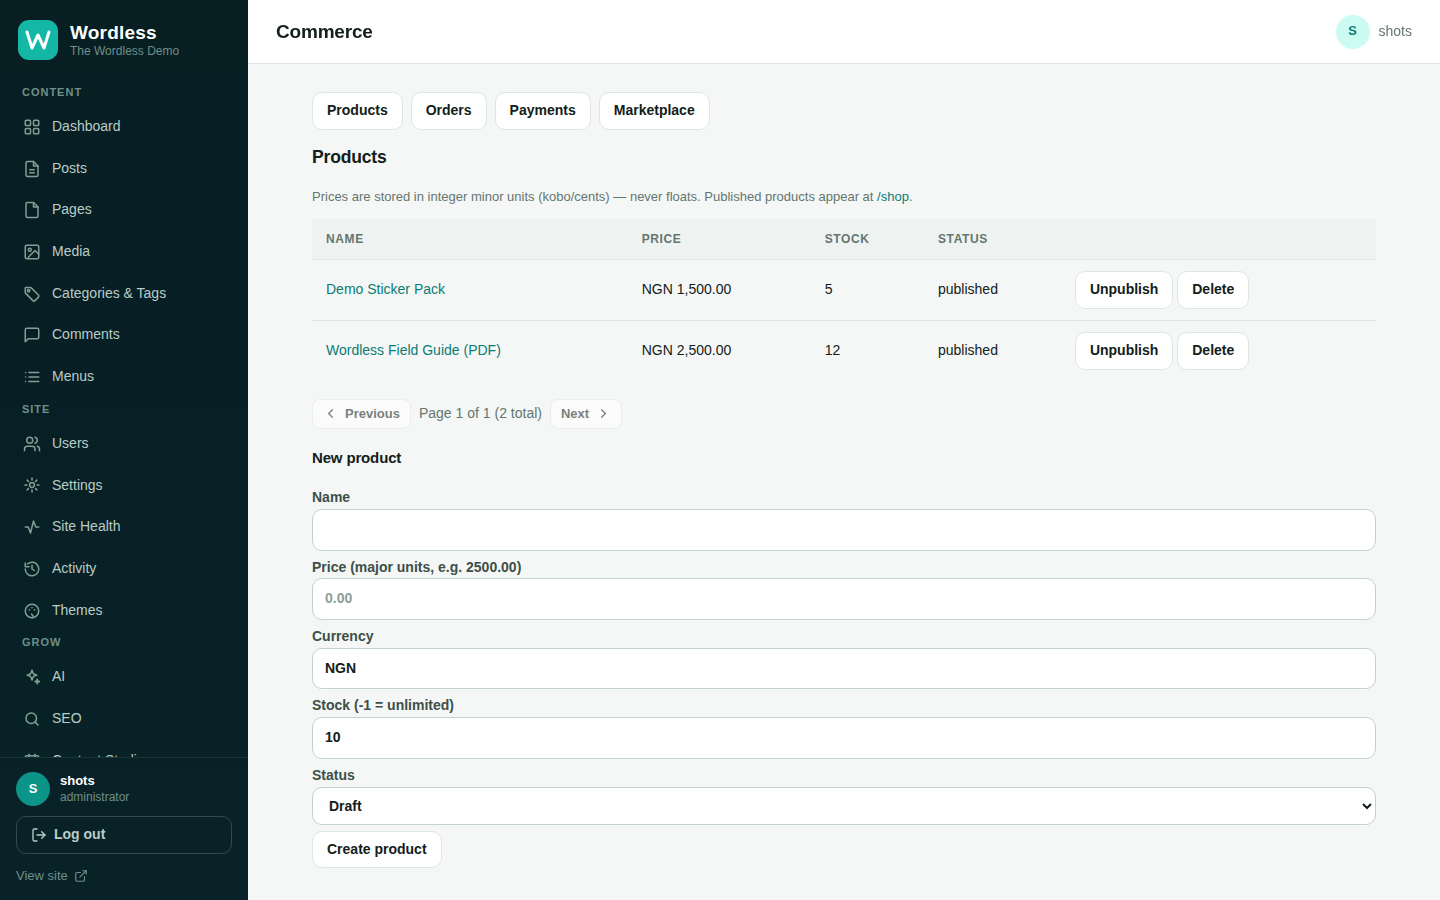 Wordless
The Wordless Demo
CONTENT
Dashboard
Posts
Pages
Media
Categories & Tags
Comments
Menus
SITE
Users
Settings
Site Health
Activity
Themes
GROW
AI
SEO
S
shots
administrator
Log out
View site
Commerce
S shots
Products Orders Payments Marketplace
Products
Prices are stored in integer minor units (kobo/cents) — never floats. Published products appear at /shop.
NAME PRICE STOCK STATUS
Demo Sticker Pack NGN 1,500.00 5 published Unpublish Delete
Wordless Field Guide (PDF) NGN 2,500.00 12 published Unpublish Delete
Previous Page 1 of 1 (2 total) Next
New product
Name
Price (major units, e.g. 2500.00)
0.00
Currency
NGN
Stock (-1 = unlimited)
10
Status
Draft
Create product